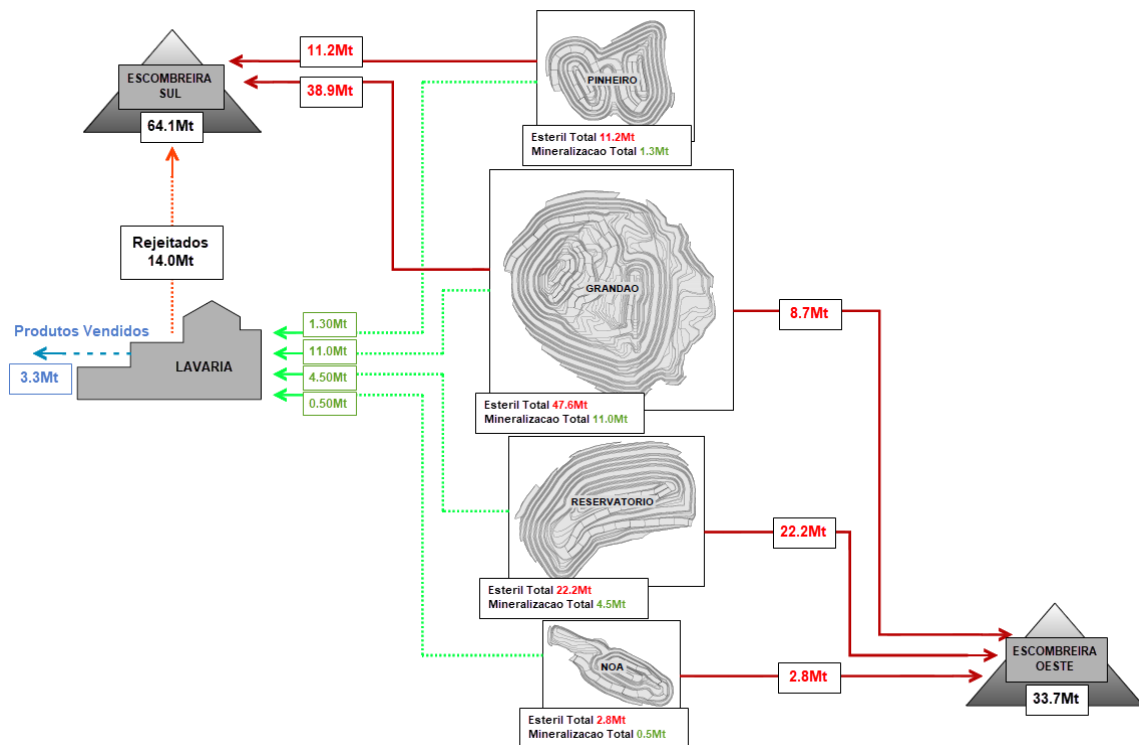 11.2Mt
38.9Mt
ESCOMBREIRA
SUL
64.1Mt
PINHEIRO
Esteril Total 11.2Mt
Mineralizacao Total 1.3Mt
Rejeitados
14.0Mt
GRANDAO
8.7Mt
Produtos Vendidos
3.3Mt
LAVARIA
1.30Mt
11.0Mt
4.50Mt
0.50Mt
Esteril Total 47.6Mt
Mineralizacao Total 11.0Mt
RESERVATORIO
22.2Mt
Esteril Total 22.2Mt
Mineralizacao Total 4.5Mt
NOA
2.8Mt
ESCOMBREIRA
OESTE
33.7Mt
Esteril Total 2.8Mt
Mineralizacao Total 0.5Mt